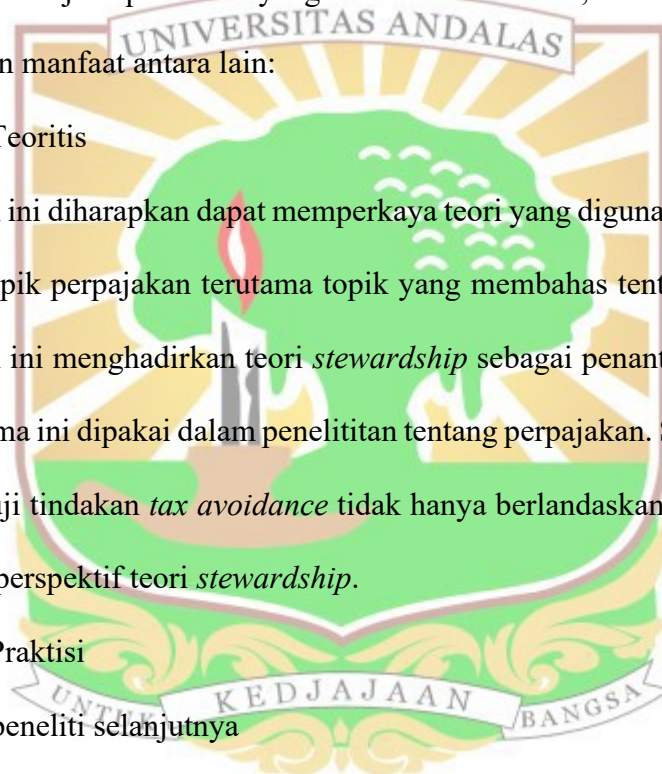 UNIVERSITAS ANDALAS
n manfaat antara lain:
Teoritis
ini diharapkan dapat memperkaya teori yang diguna
pik perpajakan terutama topik yang membahas tent
ini menghadirkan teori stewardship sebagai penant
ma ini dipakai dalam penelititan tentang perpajakan. S
ji tindakan tax avoidance tidak hanya berlandaskan
perspektif teori stewardship.
Praktisi
UNTUK KEDJAJAAN BANGSA
peneliti selanjutnya